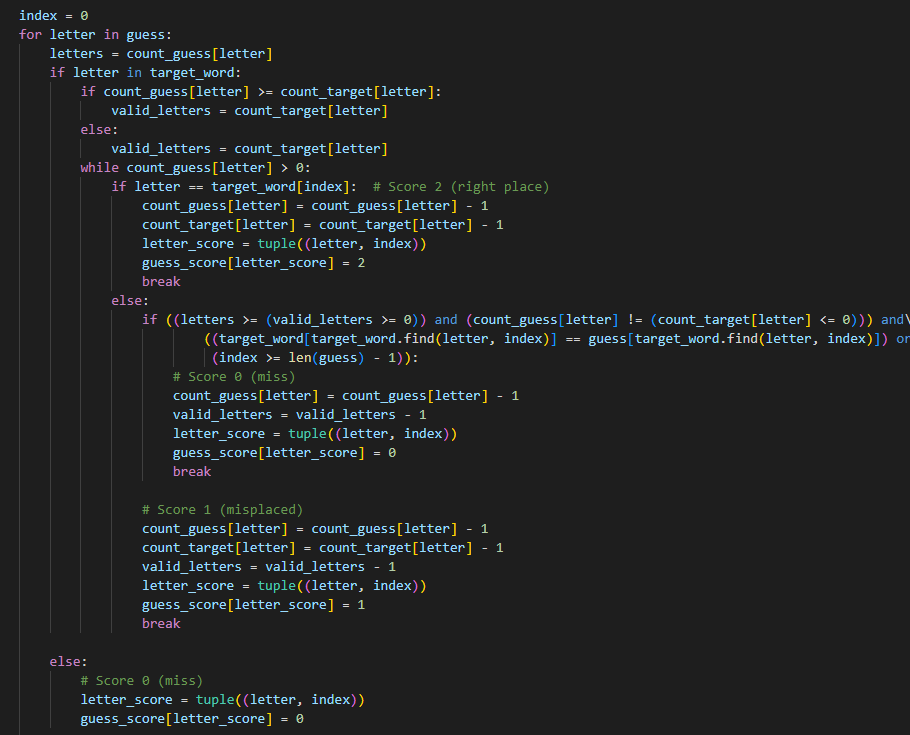 index = 0
for letter in guess:
    letters = count_guess[letter]
    if letter in target_word:
        if count_guess[letter] >= count_target[letter]:
            valid_letters = count_target[letter]
        else:
            valid_letters = count_target[letter]
        while count_guess[letter] > 0:
            if letter == target_word[index]:  # Score 2 (right place)
                count_guess[letter] = count_guess[letter] - 1
                count_target[letter] = count_target[letter] - 1
                letter_score = tuple((letter, index))
                guess_score[letter_score] = 2
                break
            else:
                if ((letters >= (valid_letters >= 0)) and (count_guess[letter] != (count_target[letter] <= 0))) and\
                        ((target_word[target_word.find(letter, index)] == guess[target_word.find(letter, index)]) or
                         (index >= len(guess) - 1)):
                    # Score 0 (miss)
                    count_guess[letter] = count_guess[letter] - 1
                    valid_letters = valid_letters - 1
                    letter_score = tuple((letter, index))
                    guess_score[letter_score] = 0
                    break

                # Score 1 (misplaced)
                count_guess[letter] = count_guess[letter] - 1
                count_target[letter] = count_target[letter] - 1
                valid_letters = valid_letters - 1
                letter_score = tuple((letter, index))
                guess_score[letter_score] = 1
                break

    else:
        # Score 0 (miss)
        letter_score = tuple((letter, index))
        guess_score[letter_score] = 0